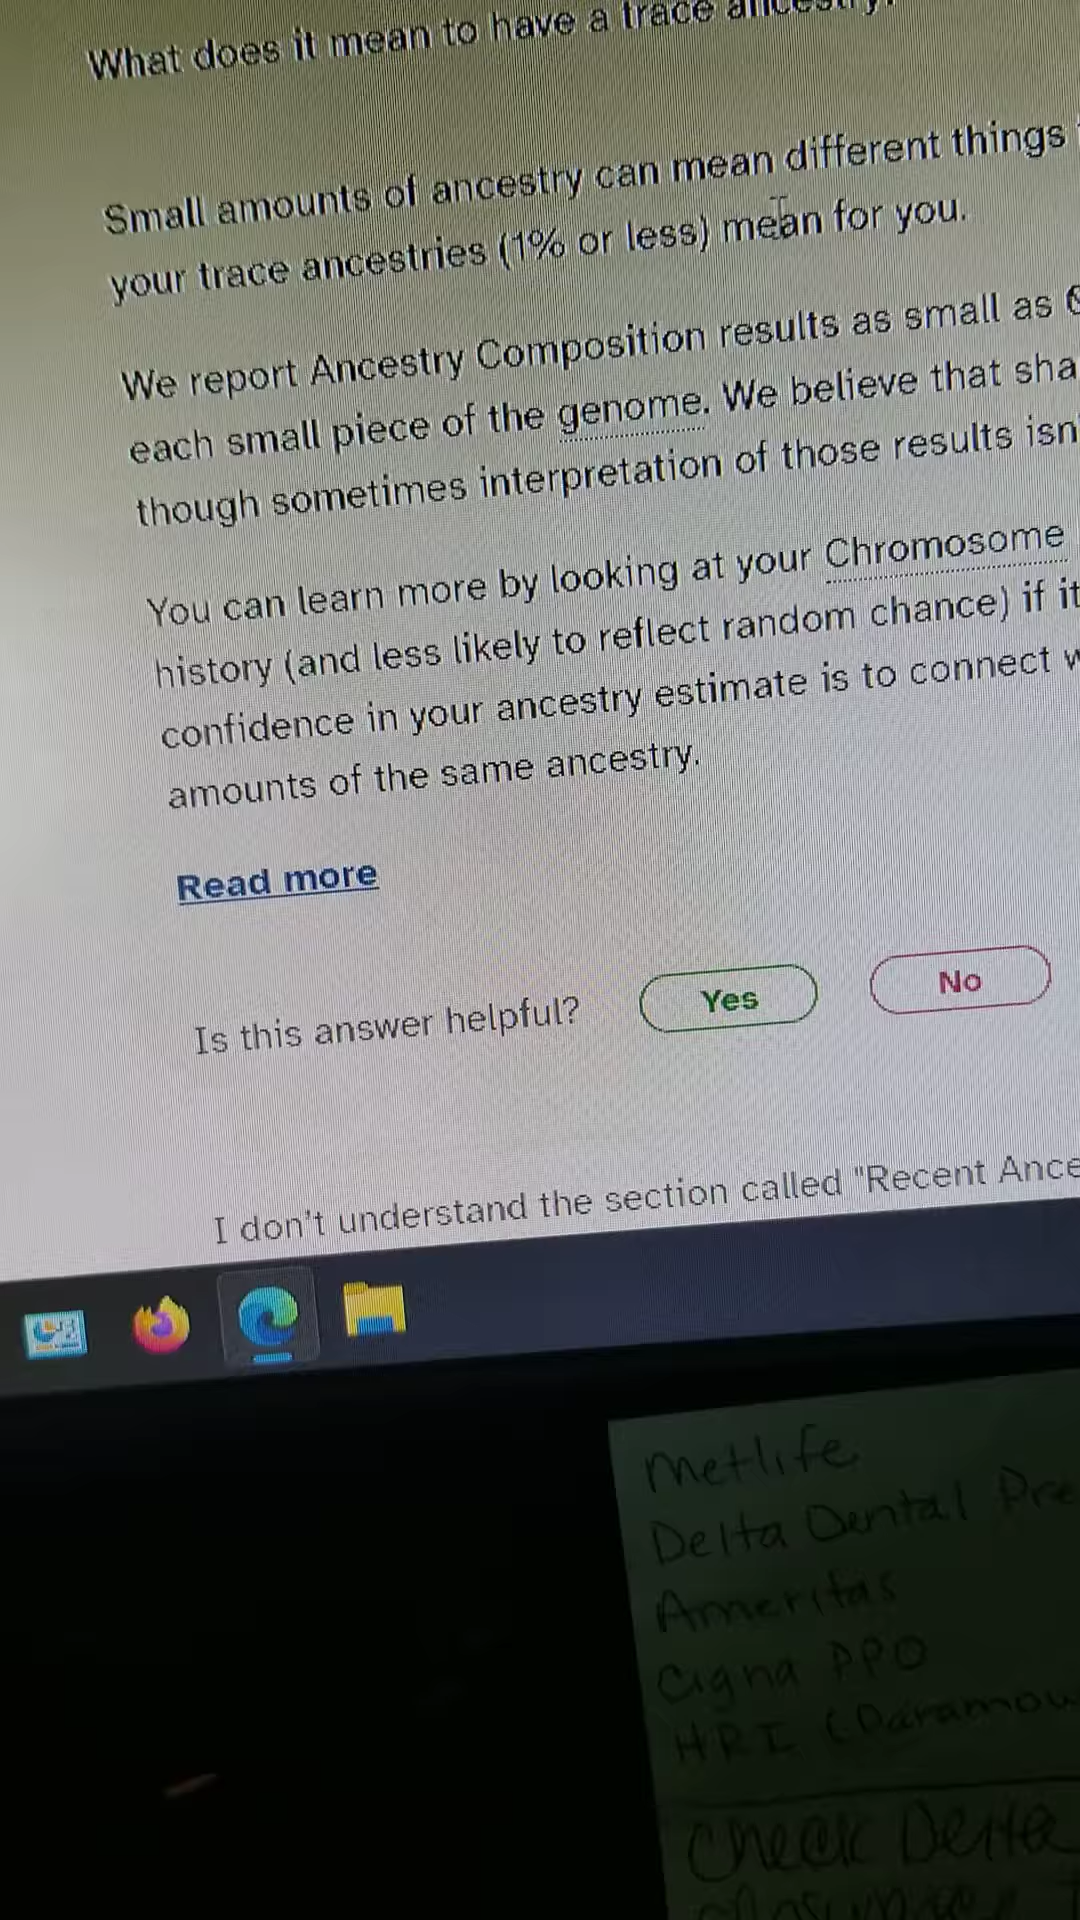 What does it mean to have a trace ancestry?
Small amounts of ancestry can mean different things
your trace ancestries (1% or less) mean for you.
We report Ancestry Composition results as small as
each small piece of the genome. We believe that sha
though sometimes interpretation of those results isn
You can learn more by looking at your Chromosome
history (and less likely to reflect random chance) if it
confidence in your ancestry estimate is to connect w
amounts of the same ancestry.
Read more
Is this answer helpful? Yes No
I don't understand the section called "Recent Ance
Metlife
Delta Dental Pre
Ameritas
Cigna PPO
HRI (Paramou
Check Delta